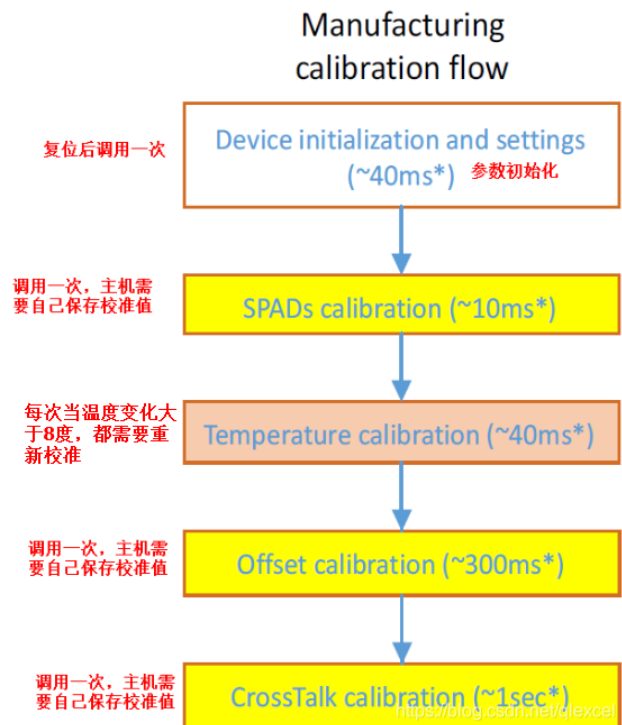 Manufacturing
calibration flow
复位后调用一次
Device initialization and settings
(~40ms*) 参数初始化
调用一次，主机需
要自己保存校准值
SPADs calibration (~10ms*)
每次当温度变化大
于8度，都需要重
新校准
Temperature calibration (~40ms*)
调用一次，主机需
要自己保存校准值
Offset calibration (~300ms*)
调用一次，主机需
要自己保存校准值
CrossTalk calibration (~1sec*)
https://blog.csdn.net/qlexcel